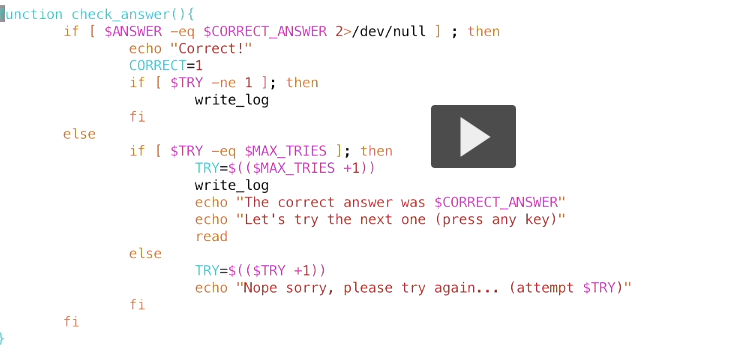 function check_answer(){
        if [ $ANSWER -eq $CORRECT_ANSWER 2>/dev/null ] ; then
                echo "Correct!"
                CORRECT=1
                if [ $TRY -ne 1 ]; then
                        write_log
                fi
        else
                if [ $TRY -eq $MAX_TRIES ]; then
                        TRY=$(($MAX_TRIES +1))
                        write_log
                        echo "The correct answer was $CORRECT_ANSWER"
                        echo "Let's try the next one (press any key)"
                        read
                else
                        TRY=$(($TRY +1))
                        echo "Nope sorry, please try again... (attempt $TRY)"
                fi
        fi
}